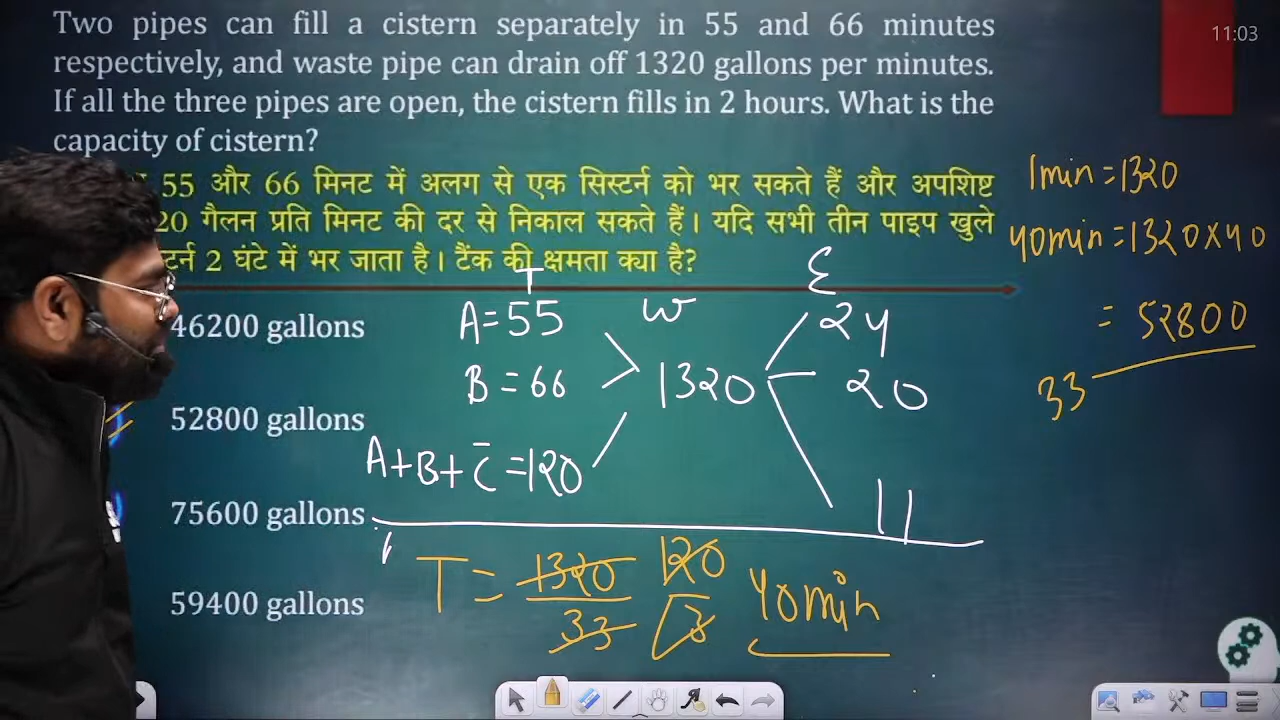 Two pipes can fill a cistern separately in 55 and 66 minutes
respectively, and waste pipe can drain off 1320 gallons per minutes.
If all the three pipes are open, the cistern fills in 2 hours. What is the
capacity of cistern?
55 और 66 मिनट में अलग से एक सिस्टर्न को भर सकते हैं और अपशिष्ट
20 गैलन प्रति मिनट की दर से निकाल सकते हैं। यदि सभी तीन पाइप खुले
र्टन 2 घंटे में भर जाता है। टैंक की क्षमता क्या है?
46200 gallons
52800 gallons
75600 gallons
59400 gallons
T W E
A=55 24
B=66 1320 20
A+B+C̄=120 11
T = 1320/33 120/3 40min
11:03
1min=1320
40min=1320×40
= 52800
33